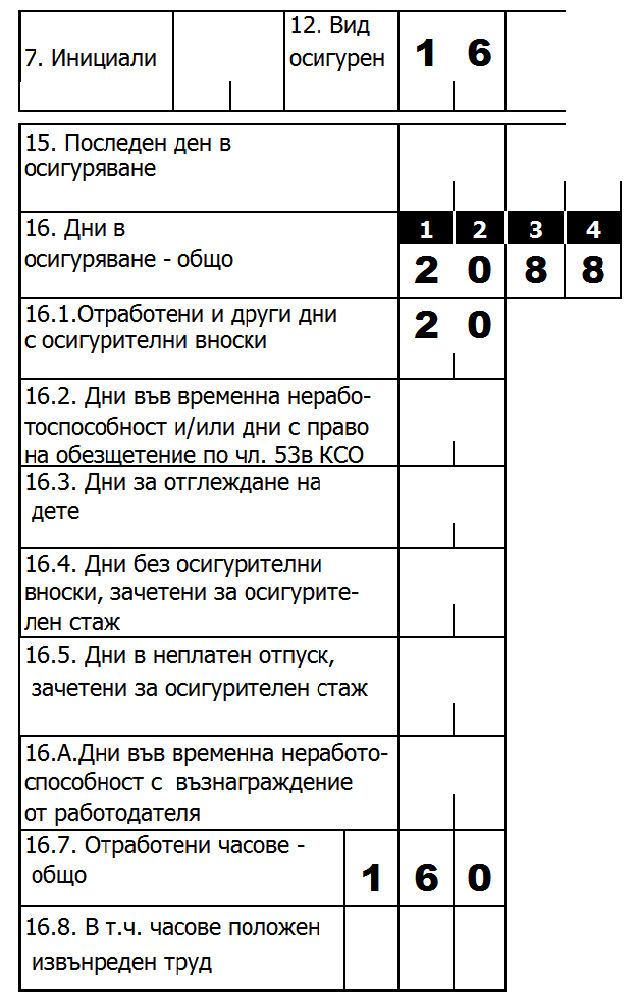 12. Вид
7. Инициали осигурен 1 6
15. Последен ден в
осигуряване
16. Дни в 1 2 3 4
осигуряване - общо 2 0 8 8
16.1.Отработени и други дни
с осигурителни вноски 2 0
16.2. Дни във временна нерабо-
тоспособност и/или дни с право
на обезщетение по чл. 53в КСО
16.3. Дни за отглеждане на
дете
16.4. Дни без осигурителни
вноски, зачетени за осигурите-
лен стаж
16.5. Дни в неплатен отпуск,
зачетени за осигурителен стаж
16.А.Дни във временна неработо-
способност с възнаграждение
от работодателя
16.7. Отработени часове -
общо 1 6 0
16.8. В т.ч. часове положен
извънреден труд